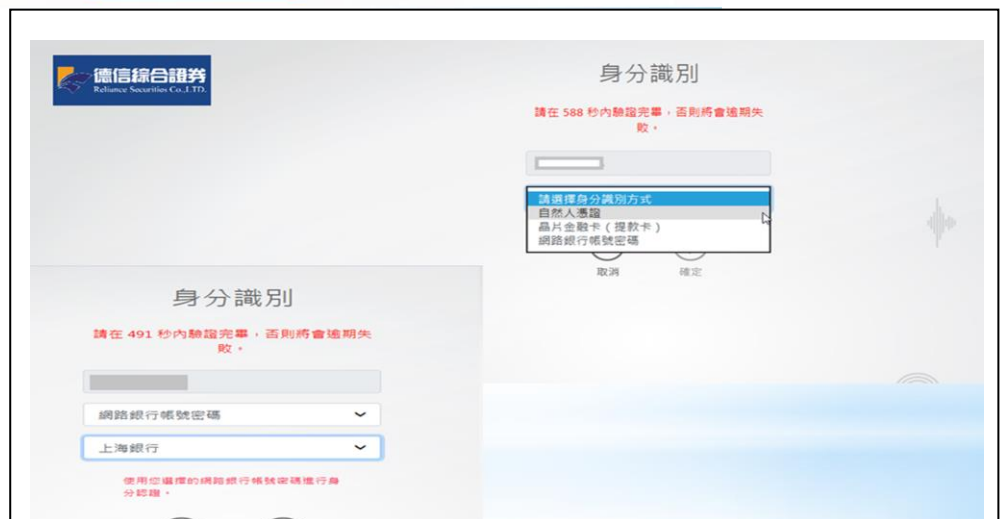 德信綜合證券
Reliance Securities Co.,LTD.
身分識別
請在 588 秒內驗證完畢，否則將會逾期失
敗。
請選擇身分識別方式
自然人憑證
晶片金融卡（提款卡）
網路銀行帳號密碼
取消
確定
身分識別
請在 491 秒內驗證完畢，否則將會逾期失
敗。
網路銀行帳號密碼
上海銀行
使用您選擇的網路銀行帳號密碼進行身
分認證。